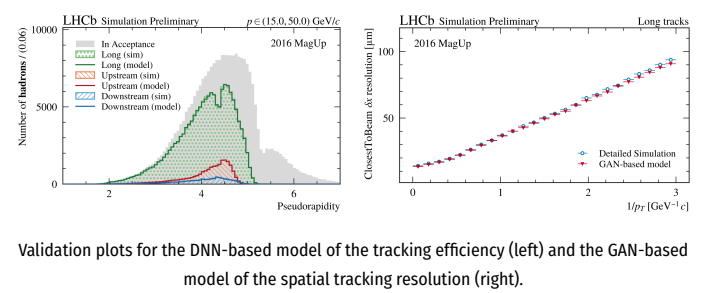 LHCb Simulation Preliminary p ∈ (15.0, 50.0) GeV/c
10000
5000
0
Number of hadrons / (0.06)
2016 MagUp
In Acceptance
Long (sim)
Long (model)
Upstream (sim)
Upstream (model)
Downstream (sim)
Downstream (model)
2 4 6
Pseudorapidity
LHCb Simulation Preliminary Long tracks
100
50
ClosestToBeam dx resolution [μm]
2016 MagUp
Detailed Simulation
GAN-based model
0 1 2 3
1/pT [GeV⁻¹ c]
Validation plots for the DNN-based model of the tracking efficiency (left) and the GAN-based
model of the spatial tracking resolution (right).